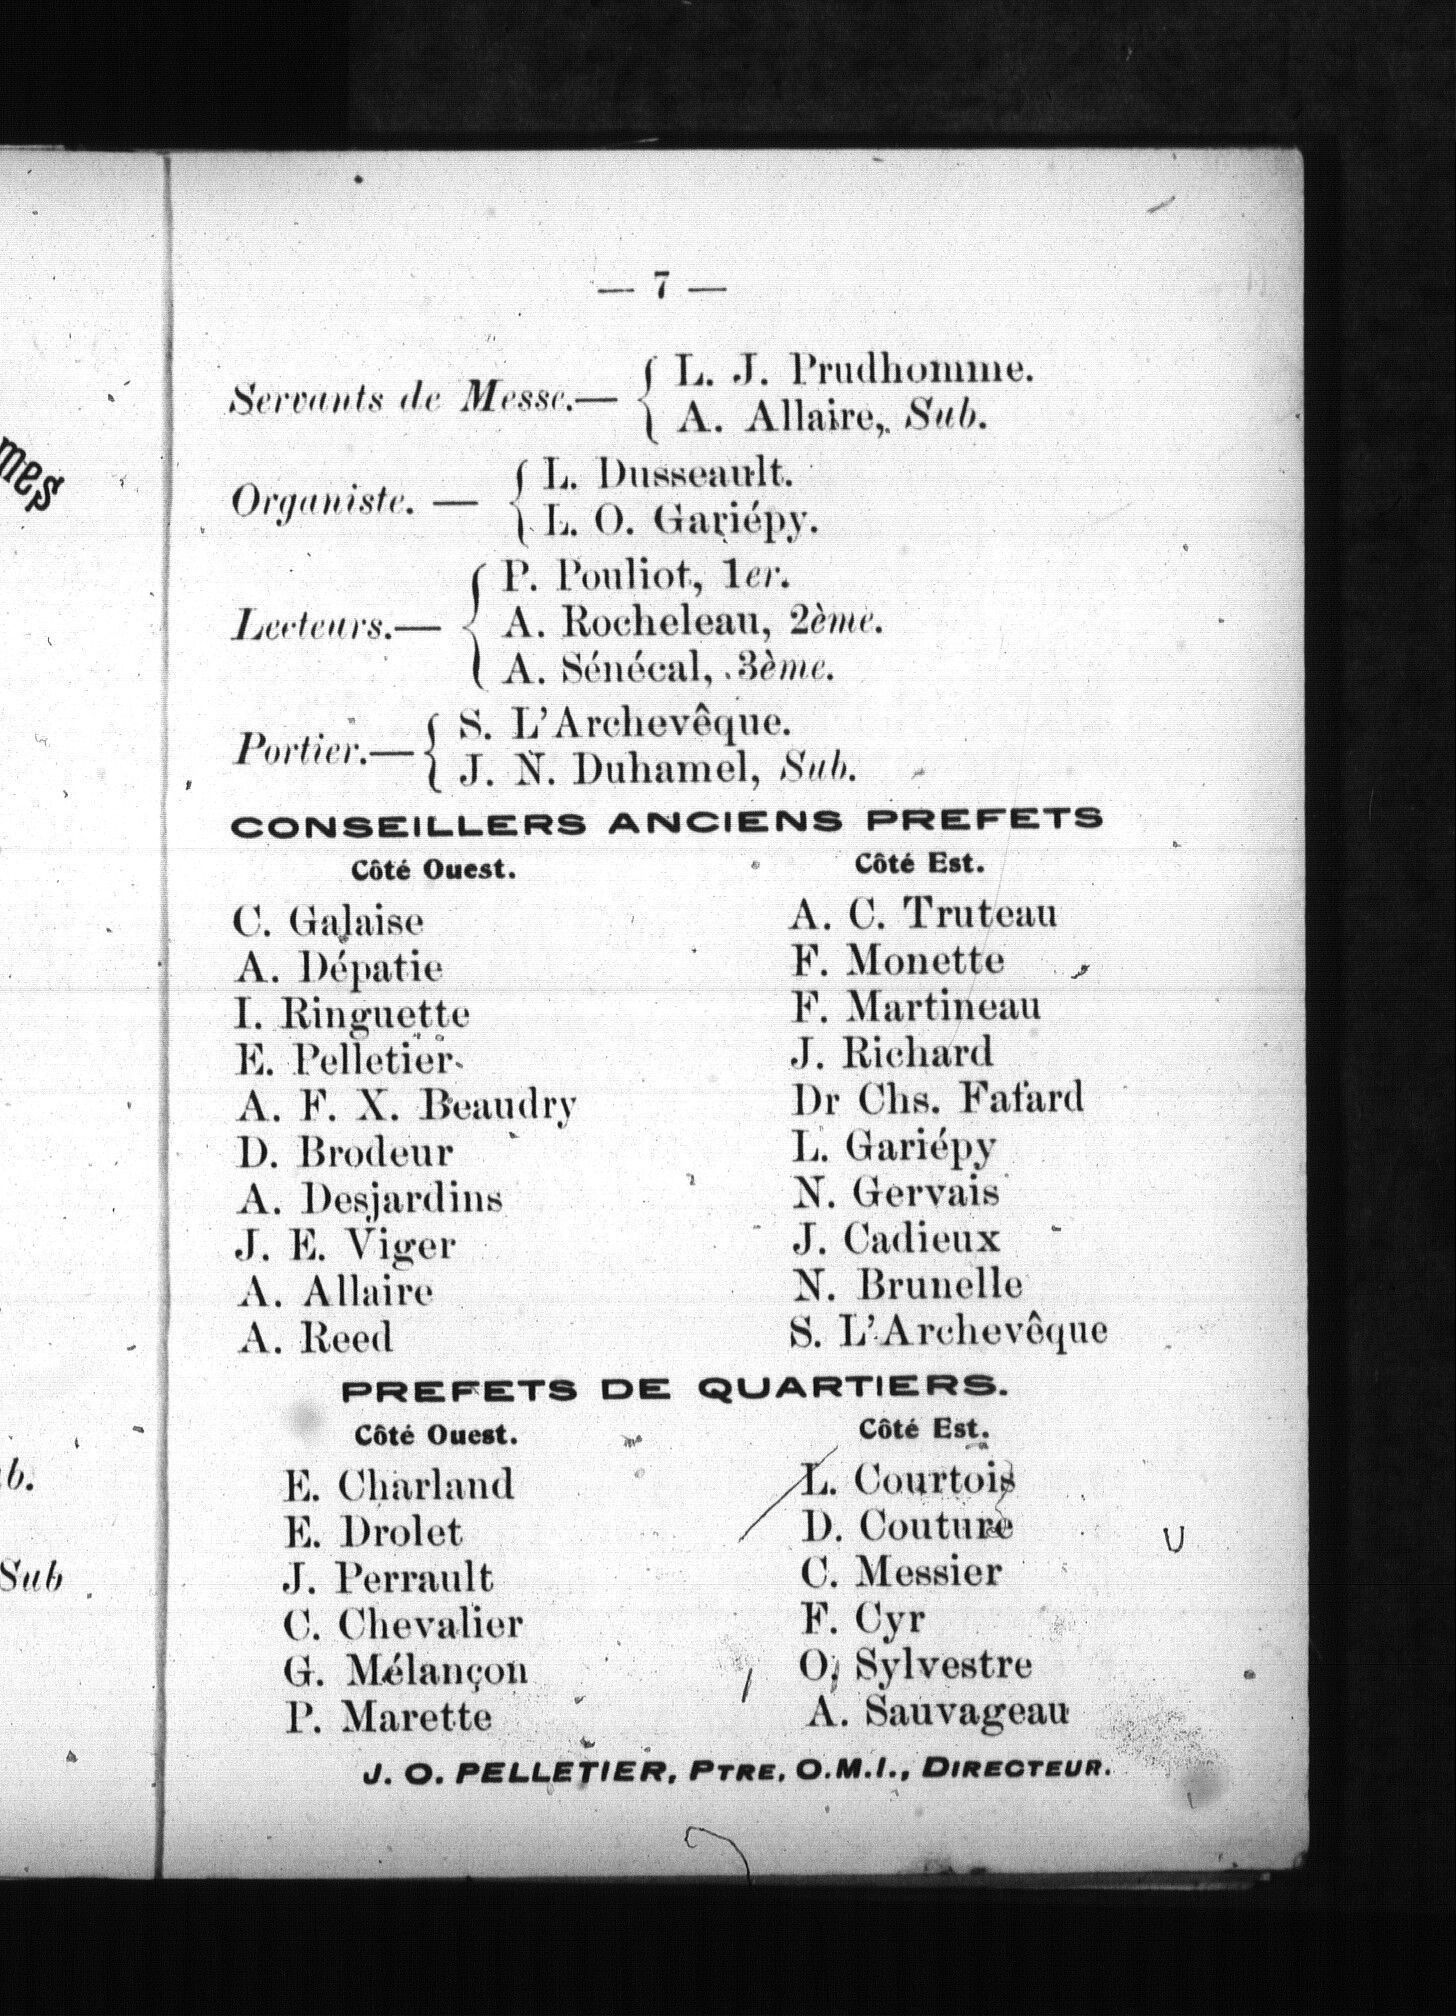 — 7 —
Servants de Messe.— { L. J. Prudhomme.
A. Allaire, Sub.
Organiste. — { L. Dusseault.
L. O. Gariépy.
Lecteurs.— { P. Pouliot, 1er.
A. Rocheleau, 2ème.
A. Sénécal, 3ème.
Portier.— { S. L'Archevêque.
J. N. Duhamel, Sub.
CONSEILLERS ANCIENS PREFETS
Côté Ouest.
C. Galaise
A. Dépatie
I. Ringuette
E. Pelletier
A. F. X. Beaudry
D. Brodeur
A. Desjardins
J. E. Viger
A. Allaire
A. Reed
Côté Est.
A. C. Truteau
F. Monette
F. Martineau
J. Richard
Dr Chs. Fafard
L. Gariépy
N. Gervais
J. Cadieux
N. Brunelle
S. L'Archevêque
PREFETS DE QUARTIERS.
Côté Ouest.
E. Charland
E. Drolet
J. Perrault
C. Chevalier
G. Mélançon
P. Marette
Côté Est.
L. Courtois
D. Couture
C. Messier
F. Cyr
O. Sylvestre
A. Sauvageau
J. O. PELLETIER, PTRE, O.M.I., DIRECTEUR.
mes
b.
Sub